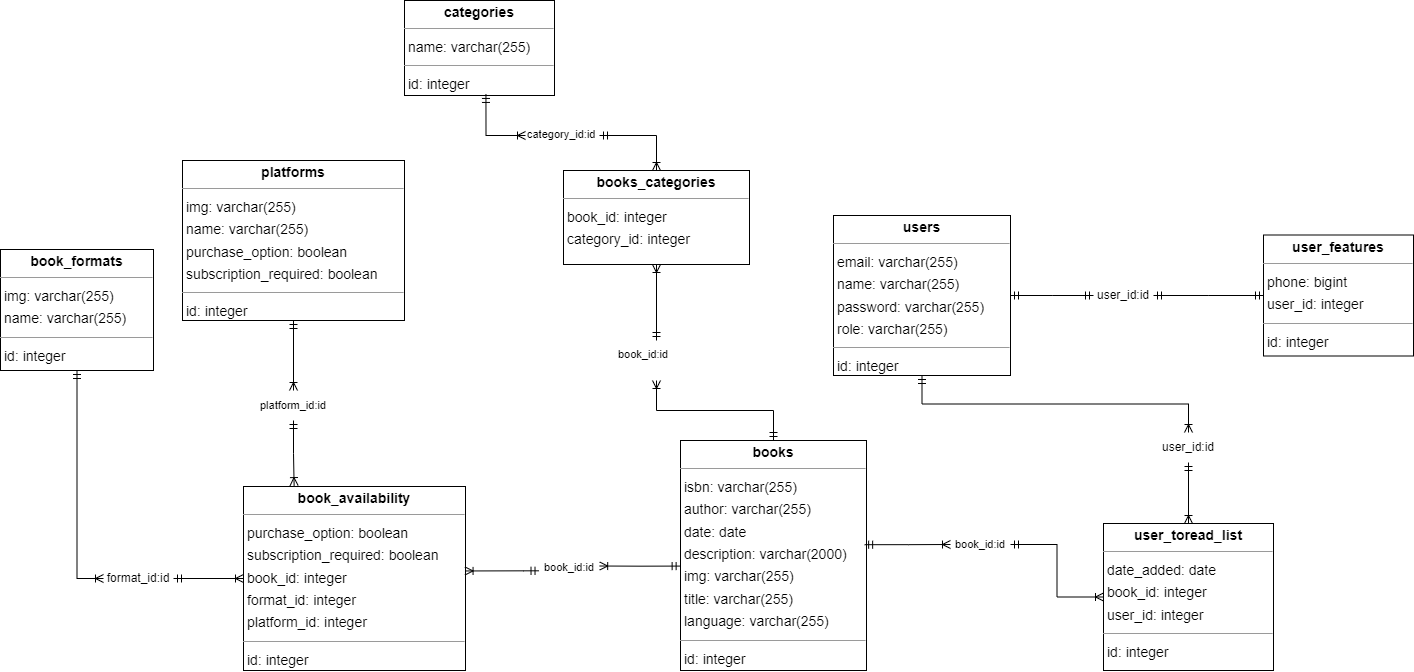 categories
name: varchar(255)
id: integer
category_id:id
platforms
img: varchar(255)
name: varchar(255)
purchase_option: boolean
subscription_required: boolean
id: integer
books_categories
book_id: integer
category_id: integer
users
email: varchar(255)
name: varchar(255)
password: varchar(255)
role: varchar(255)
id: integer
user_id:id
user_features
phone: bigint
user_id: integer
id: integer
book_formats
img: varchar(255)
name: varchar(255)
id: integer
platform_id:id
book_id:id
user_id:id
book_availability
purchase_option: boolean
subscription_required: boolean
book_id: integer
format_id: integer
platform_id: integer
id: integer
format_id:id
book_id:id
books
isbn: varchar(255)
author: varchar(255)
date: date
description: varchar(2000)
img: varchar(255)
title: varchar(255)
language: varchar(255)
id: integer
book_id:id
user_toread_list
date_added: date
book_id: integer
user_id: integer
id: integer